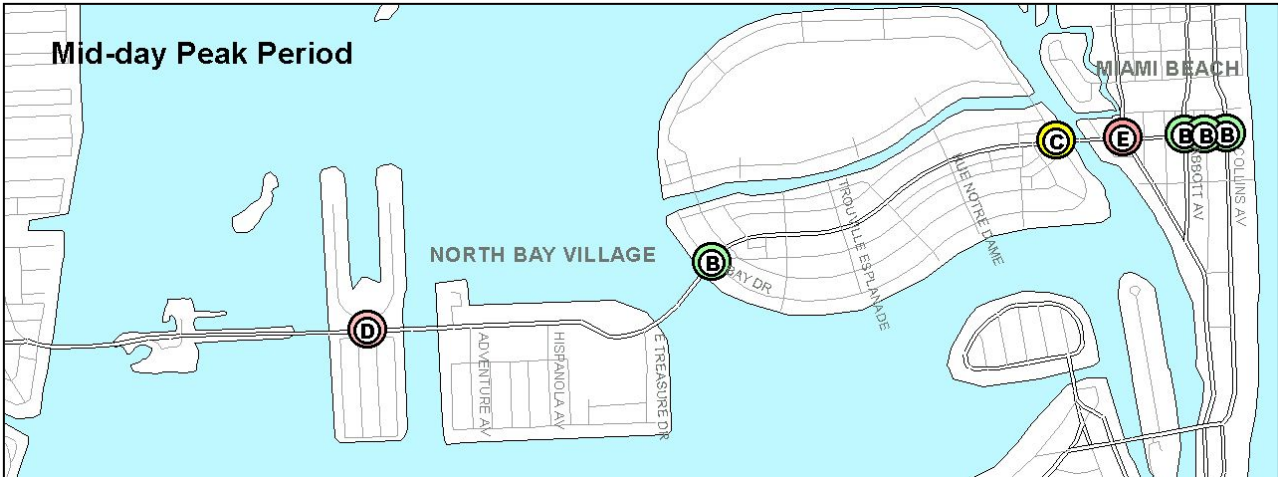 Mid-day Peak Period
MIAMI BEACH
C
E
B
B
B
ABBOTT AV
COLLINS AV
TROUVILLE ESPLANADE
RUE NOTRE DAME
NORTH BAY VILLAGE
B
BAY DR
D
ADVENTURE AV
HISPANOLA AV
E TREASURE DR